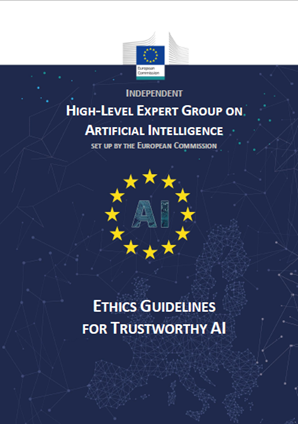 European
Commission
INDEPENDENT
HIGH-LEVEL EXPERT GROUP ON
ARTIFICIAL INTELLIGENCE
SET UP BY THE EUROPEAN COMMISSION
AI
ETHICS GUIDELINES
FOR TRUSTWORTHY AI